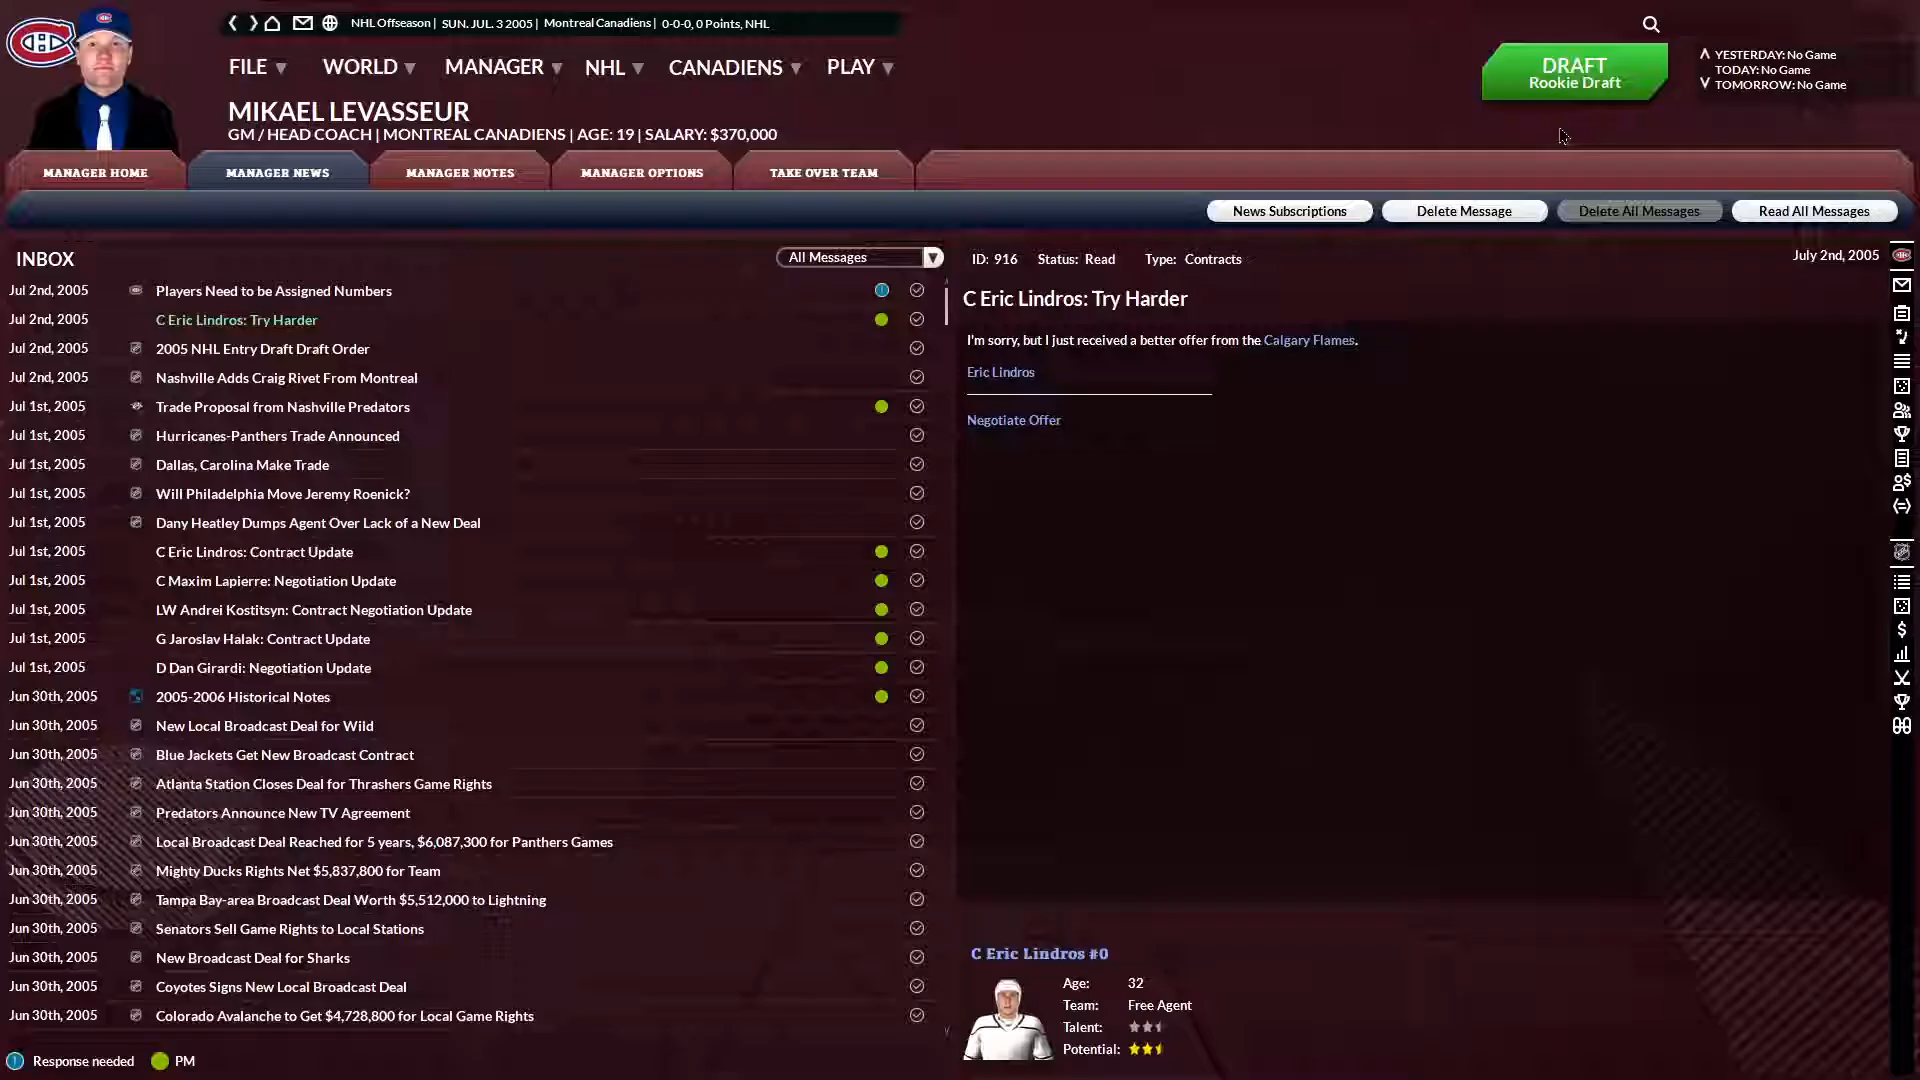 NHL Offseason | SUN. JUL. 3 2005 | Montreal Canadiens | 0-0-0, 0 Points, NHL
FILE WORLD MANAGER NHL CANADIENS PLAY
DRAFT
Rookie Draft
YESTERDAY: No Game
TODAY: No Game
TOMORROW: No Game
MIKAEL LEVASSEUR
GM / HEAD COACH | MONTREAL CANADIENS | AGE: 19 | SALARY: $370,000
MANAGER HOME MANAGER NEWS MANAGER NOTES MANAGER OPTIONS TAKE OVER TEAM
News Subscriptions Delete Message Delete All Messages Read All Messages
INBOX All Messages
Jul 2nd, 2005 Players Need to be Assigned Numbers
Jul 2nd, 2005 C Eric Lindros: Try Harder
Jul 2nd, 2005 2005 NHL Entry Draft Draft Order
Jul 2nd, 2005 Nashville Adds Craig Rivet From Montreal
Jul 1st, 2005 Trade Proposal from Nashville Predators
Jul 1st, 2005 Hurricanes-Panthers Trade Announced
Jul 1st, 2005 Dallas, Carolina Make Trade
Jul 1st, 2005 Will Philadelphia Move Jeremy Roenick?
Jul 1st, 2005 Dany Heatley Dumps Agent Over Lack of a New Deal
Jul 1st, 2005 C Eric Lindros: Contract Update
Jul 1st, 2005 C Maxim Lapierre: Negotiation Update
Jul 1st, 2005 LW Andrei Kostitsyn: Contract Negotiation Update
Jul 1st, 2005 G Jaroslav Halak: Contract Update
Jul 1st, 2005 D Dan Girardi: Negotiation Update
Jun 30th, 2005 2005-2006 Historical Notes
Jun 30th, 2005 New Local Broadcast Deal for Wild
Jun 30th, 2005 Blue Jackets Get New Broadcast Contract
Jun 30th, 2005 Atlanta Station Closes Deal for Thrashers Game Rights
Jun 30th, 2005 Predators Announce New TV Agreement
Jun 30th, 2005 Local Broadcast Deal Reached for 5 years, $6,087,300 for Panthers Games
Jun 30th, 2005 Mighty Ducks Rights Net $5,837,800 for Team
Jun 30th, 2005 Tampa Bay-area Broadcast Deal Worth $5,512,000 to Lightning
Jun 30th, 2005 Senators Sell Game Rights to Local Stations
Jun 30th, 2005 New Broadcast Deal for Sharks
Jun 30th, 2005 Coyotes Signs New Local Broadcast Deal
Jun 30th, 2005 Colorado Avalanche to Get $4,728,800 for Local Game Rights
Response needed PM
ID: 916 Status: Read Type: Contracts July 2nd, 2005
C Eric Lindros: Try Harder
I'm sorry, but I just received a better offer from the Calgary Flames.
Eric Lindros
Negotiate Offer
C Eric Lindros #0
Age: 32
Team: Free Agent
Talent:
Potential: